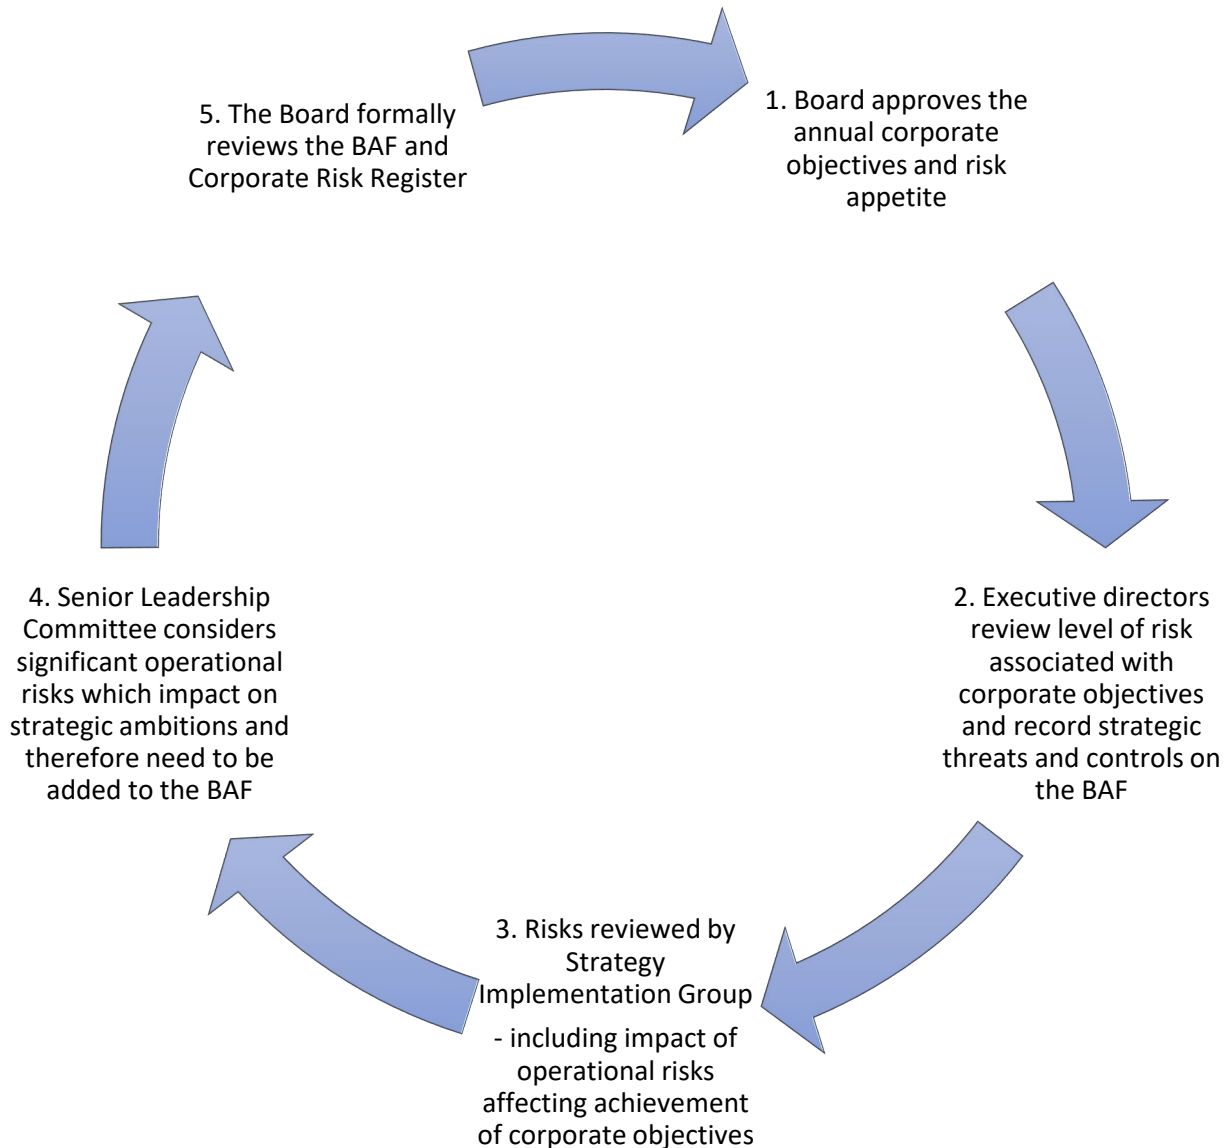 1. Board approves the
annual corporate
objectives and risk
appetite
2. Executive directors
review level of risk
associated with
corporate objectives
and record strategic
threats and controls on
the BAF
3. Risks reviewed by
Strategy
Implementation Group
- including impact of
operational risks
affecting achievement
of corporate objectives
4. Senior Leadership
Committee considers
significant operational
risks which impact on
strategic ambitions and
therefore need to be
added to the BAF
5. The Board formally
reviews the BAF and
Corporate Risk Register